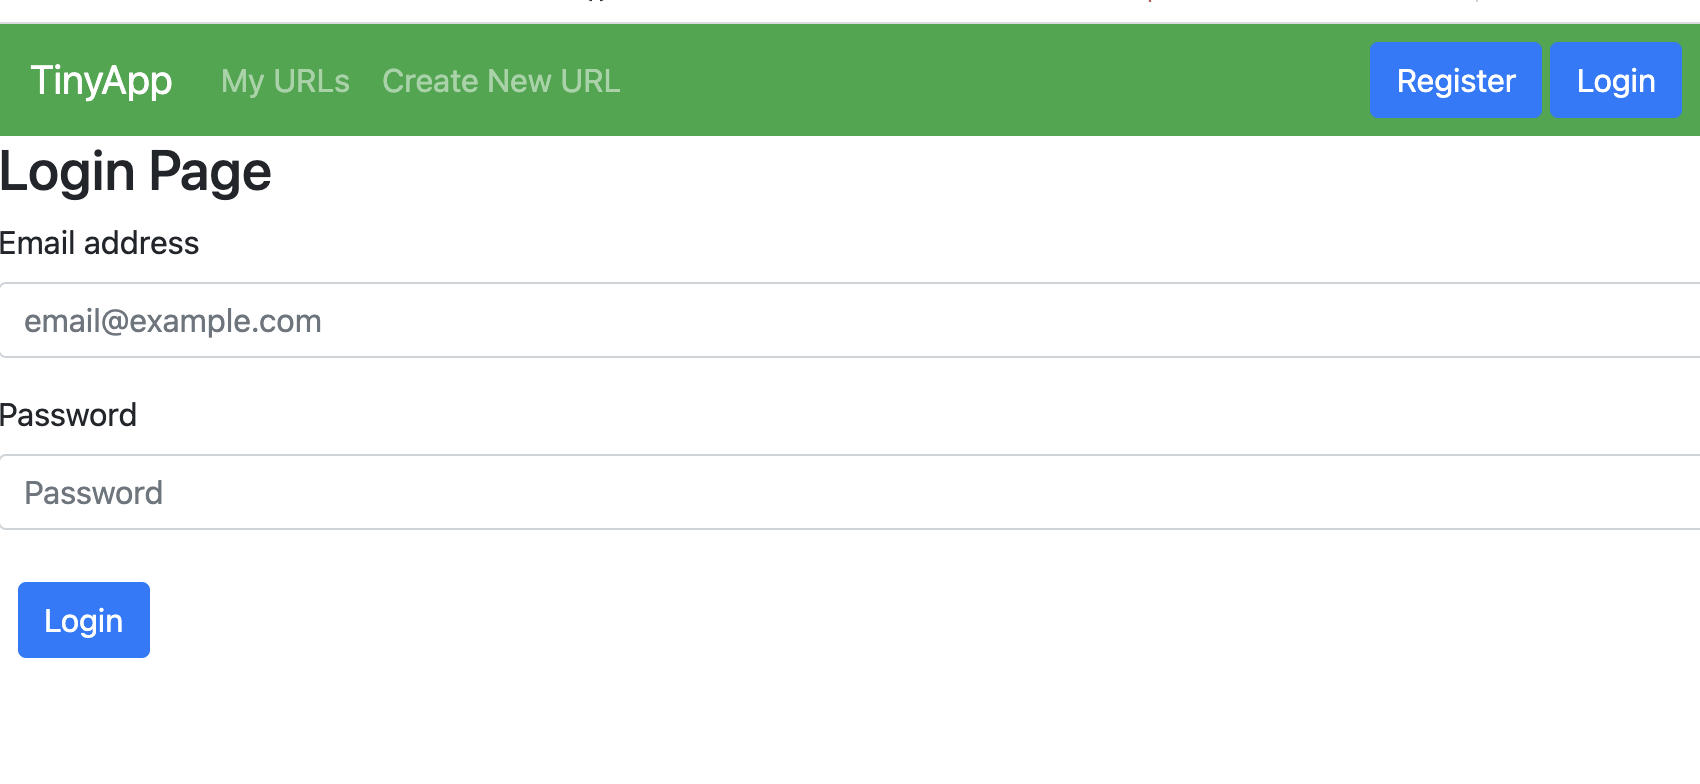 TinyApp My URLs Create New URL Register Login
Login Page
Email address
email@example.com
Password
Password
Login